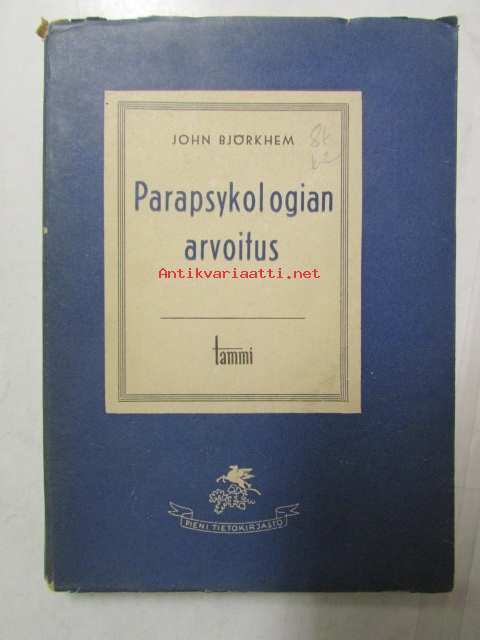 JOHN BJÖRKHEM
Parapsykologian
arvoitus
Antikvariaatti.net
tammi
PIENI TIETOKIRJASTO